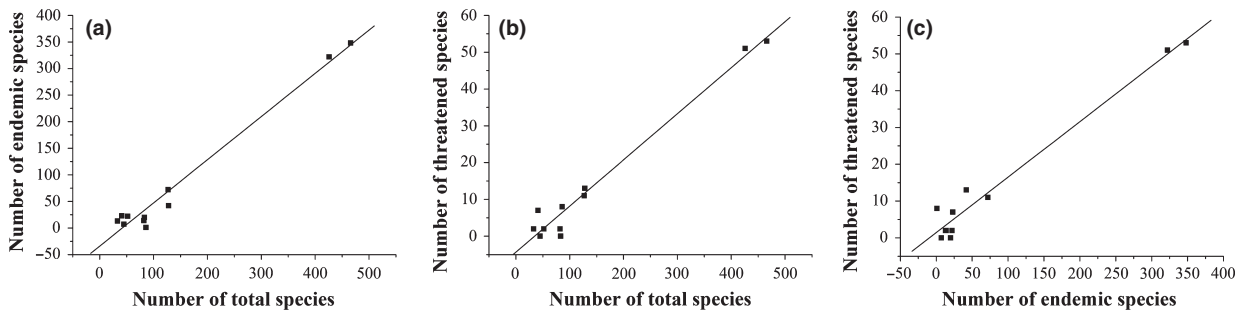 (a)
400
350
300
250
200
150
100
50
0
−50
Number of endemic species
0 100 200 300 400 500
Number of total species
(b)
60
50
40
30
20
10
0
Number of threatened species
0 100 200 300 400 500
Number of total species
(c)
60
50
40
30
20
10
0
Number of threatened species
−50 0 50 100 150 200 250 300 350 400
Number of endemic species